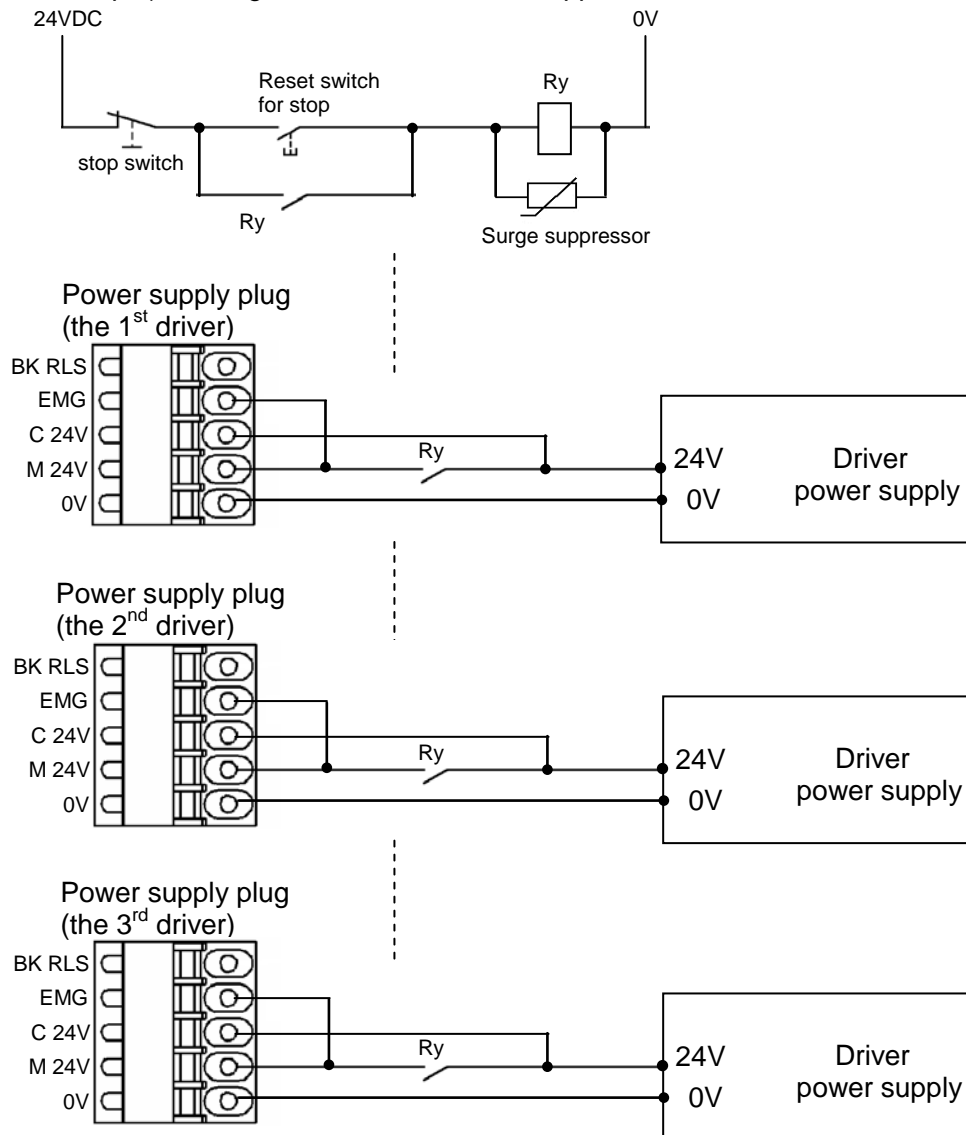 24VDC 0V
Reset switch
for stop
Ry
stop switch
Ry
Surge suppressor
Power supply plug
(the 1st driver)
BK RLS
EMG
C 24V
M 24V
0V
Ry
24V
0V
Driver
power supply
Power supply plug
(the 2nd driver)
BK RLS
EMG
C 24V
M 24V
0V
Ry
24V
0V
Driver
power supply
Power supply plug
(the 3rd driver)
BK RLS
EMG
C 24V
M 24V
0V
Ry
24V
0V
Driver
power supply